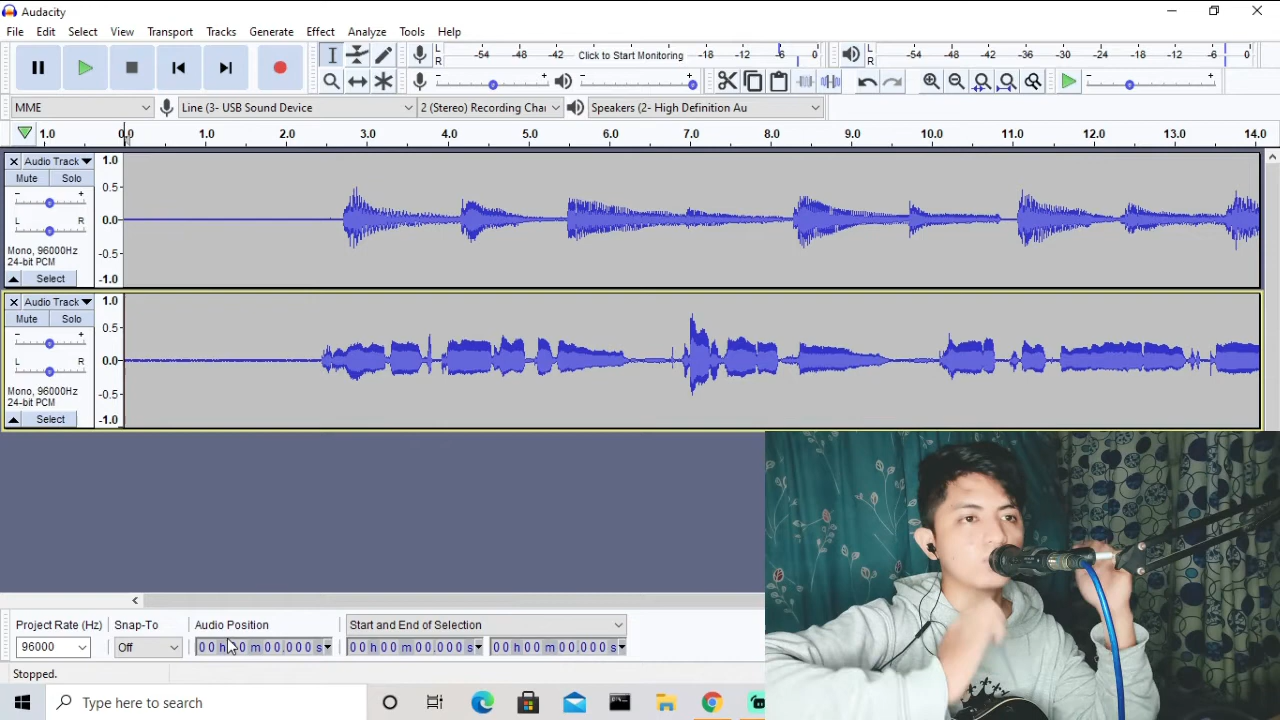 Audacity
File Edit Select View Transport Tracks Generate Effect Analyze Tools Help
L R -54 -48 -42 Click to Start Monitoring -18 -12 -6 0 L R -54 -48 -42 -36 -30 -24 -18 -12 -6 0
MME Line (3- USB Sound Device 2 (Stereo) Recording Chai Speakers (2- High Definition Au
1.0 0.0 1.0 2.0 3.0 4.0 5.0 6.0 7.0 8.0 9.0 10.0 11.0 12.0 13.0 14.0
× Audio Track 1.0
Mute Solo
0.5
- +
L R 0.0
Mono, 96000Hz -0.5
24-bit PCM
Select -1.0
× Audio Track 1.0
Mute Solo
0.5
- +
L R 0.0
Mono, 96000Hz -0.5
24-bit PCM
Select -1.0
Project Rate (Hz) Snap-To Audio Position Start and End of Selection
96000 Off 00 h 0 m 00.000 s 00 h 00 m 00.000 s 00 h 00 m 00.000 s
Stopped.
Type here to search